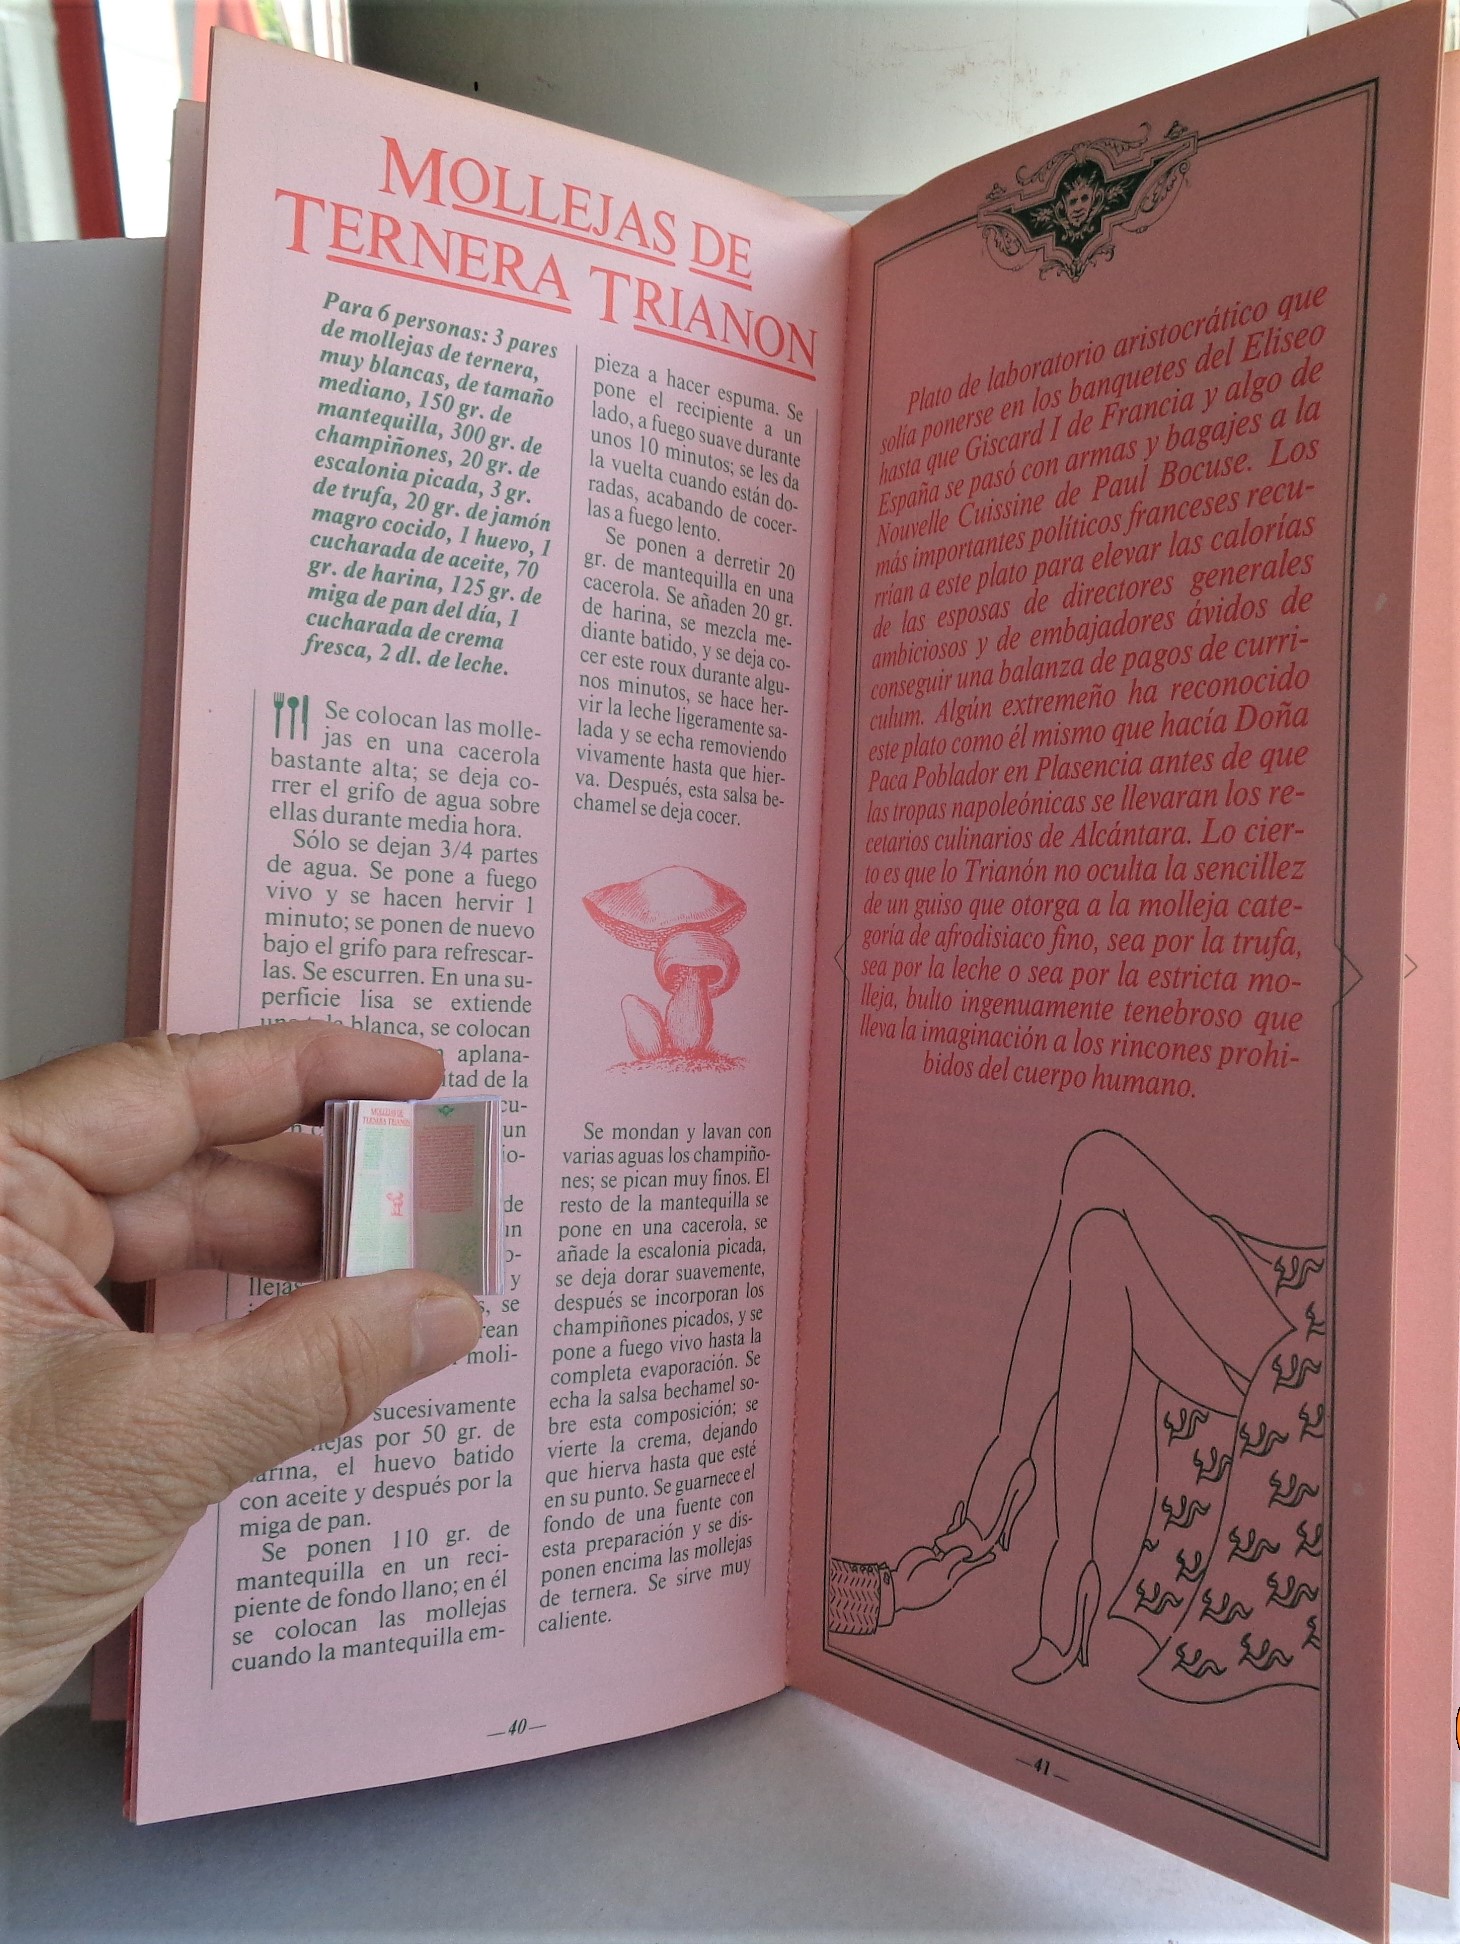 MOLLEJAS DE
TERNERA TRIANON
Para 6 personas: 3 pares
de mollejas de ternera,
muy blancas, de tamaño
mediano, 150 gr. de
mantequilla, 300 gr. de
champiñones, 20 gr. de
escalonia picada, 3 gr.
de trufa, 20 gr. de jamón
magro cocido, 1 huevo, 1
cucharada de aceite, 70
gr. de harina, 125 gr. de
miga de pan del día, 1
cucharada de crema
fresca, 2 dl. de leche.
Se colocan las molle-
jas en una cacerola
bastante alta; se deja co-
rrer el grifo de agua sobre
ellas durante media hora.
Sólo se dejan 3/4 partes
de agua. Se pone a fuego
vivo y se hacen hervir 1
minuto; se ponen de nuevo
bajo el grifo para refrescar-
las. Se escurren. En una su-
perficie lisa se extiende
blanca, se colocan
aplana-
itad de la
cu-
un
io-
de
un
o-
llejas y
s, se
rean
moli-
sucesivamente
ejas por 50 gr. de
arina, el huevo batido
con aceite y después por la
miga de pan.
Se ponen 110 gr. de
mantequilla en un reci-
piente de fondo llano; en él
se colocan las mollejas
cuando la mantequilla em-
pieza a hacer espuma. Se
pone el recipiente a un
lado, a fuego suave durante
unos 10 minutos; se les da
la vuelta cuando están do-
radas, acabando de cocer-
las a fuego lento.
Se ponen a derretir 20
gr. de mantequilla en una
cacerola. Se añaden 20 gr.
de harina, se mezcla me-
diante batido, y se deja co-
cer este roux durante algu-
nos minutos, se hace her-
vir la leche ligeramente sa-
lada y se echa removiendo
vivamente hasta que hier-
va. Después, esta salsa be-
chamel se deja cocer.
Se mondan y lavan con
varias aguas los champiño-
nes; se pican muy finos. El
resto de la mantequilla se
pone en una cacerola, se
añade la escalonia picada,
se deja dorar suavemente,
después se incorporan los
champiñones picados, y se
pone a fuego vivo hasta la
completa evaporación. Se
echa la salsa bechamel so-
bre esta composición; se
vierte la crema, dejando
que hierva hasta que esté
en su punto. Se guarnece el
fondo de una fuente con
esta preparación y se dis-
ponen encima las mollejas
de ternera. Se sirve muy
caliente.
—40—
Plato de laboratorio aristocrático que
solía ponerse en los banquetes del Eliseo
hasta que Giscard I de Francia y algo de
España se pasó con armas y bagajes a la
Nouvelle Cuissine de Paul Bocuse. Los
más importantes políticos franceses recu-
rrían a este plato para elevar las calorías
de las esposas de directores generales
ambiciosos y de embajadores ávidos de
conseguir una balanza de pagos de curri-
culum. Algún extremeño ha reconocido
este plato como él mismo que hacía Doña
Paca Poblador en Plasencia antes de que
las tropas napoleónicas se llevaran los re-
cetarios culinarios de Alcántara. Lo cier-
to es que lo Trianón no oculta la sencillez
de un guiso que otorga a la molleja cate-
goría de afrodisiaco fino, sea por la trufa,
sea por la leche o sea por la estricta mo-
lleja, bulto ingenuamente tenebroso que
lleva la imaginación a los rincones prohi-
bidos del cuerpo humano.
—41—
MOLLEJAS DE
TERNERA TRIANON